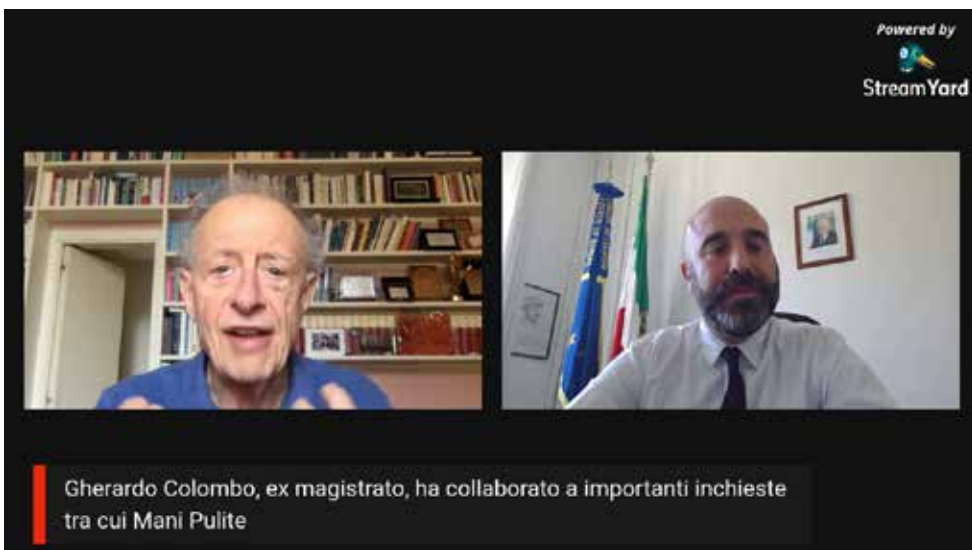 Powered by
StreamYard
Gherardo Colombo, ex magistrato, ha collaborato a importanti inchieste
tra cui Mani Pulite